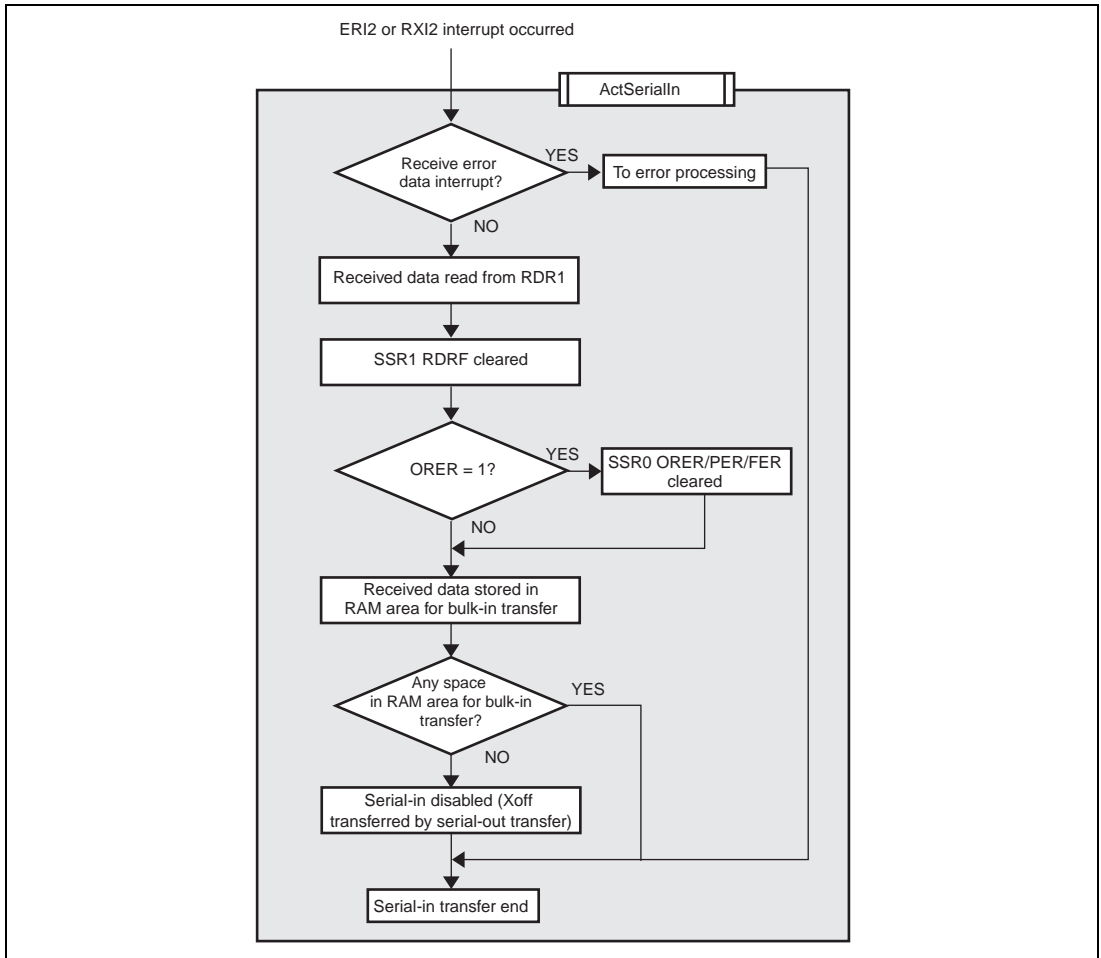 ERI2 or RXI2 interrupt occurred
ActSerialIn
Receive error
data interrupt?
YES
To error processing
NO
Received data read from RDR1
SSR1 RDRF cleared
ORER = 1?
YES
SSR0 ORER/PER/FER
cleared
NO
Received data stored in
RAM area for bulk-in transfer
Any space
in RAM area for bulk-in
transfer?
YES
NO
Serial-in disabled (Xoff
transferred by serial-out transfer)
Serial-in transfer end